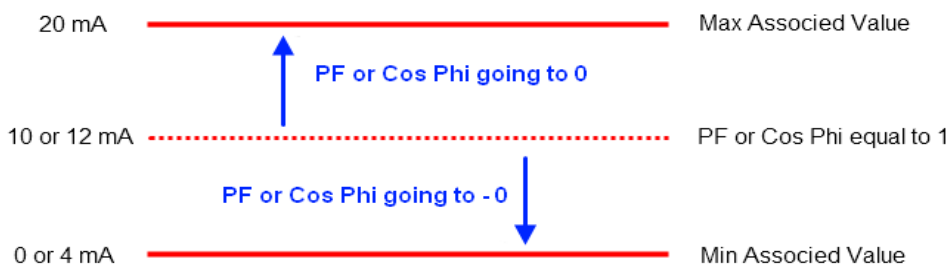 20 mA Max Associed Value
PF or Cos Phi going to 0
10 or 12 mA PF or Cos Phi equal to 1
PF or Cos Phi going to - 0
0 or 4 mA Min Associed Value